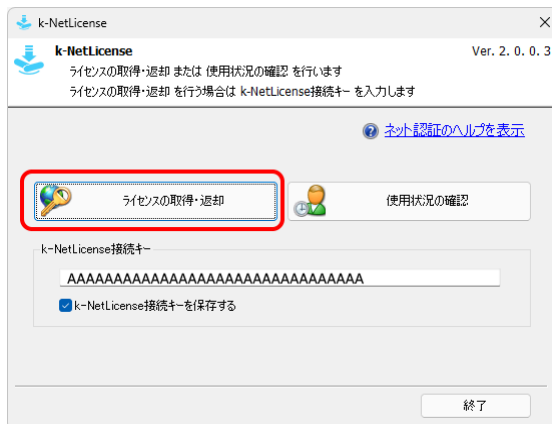 k-NetLicense
k-NetLicense
Ver. 2. 0. 0. 3
ライセンスの取得・返却 または 使用状況の確認 を行います
ライセンスの取得・返却 を行う場合は k-NetLicense接続キー を入力します
ネット認証のヘルプを表示
ライセンスの取得・返却
使用状況の確認
k-NetLicense接続キー
AAAAAAAAAAAAAAAAAAAAAAAAAAAAAAAA
k-NetLicense接続キーを保存する
終了